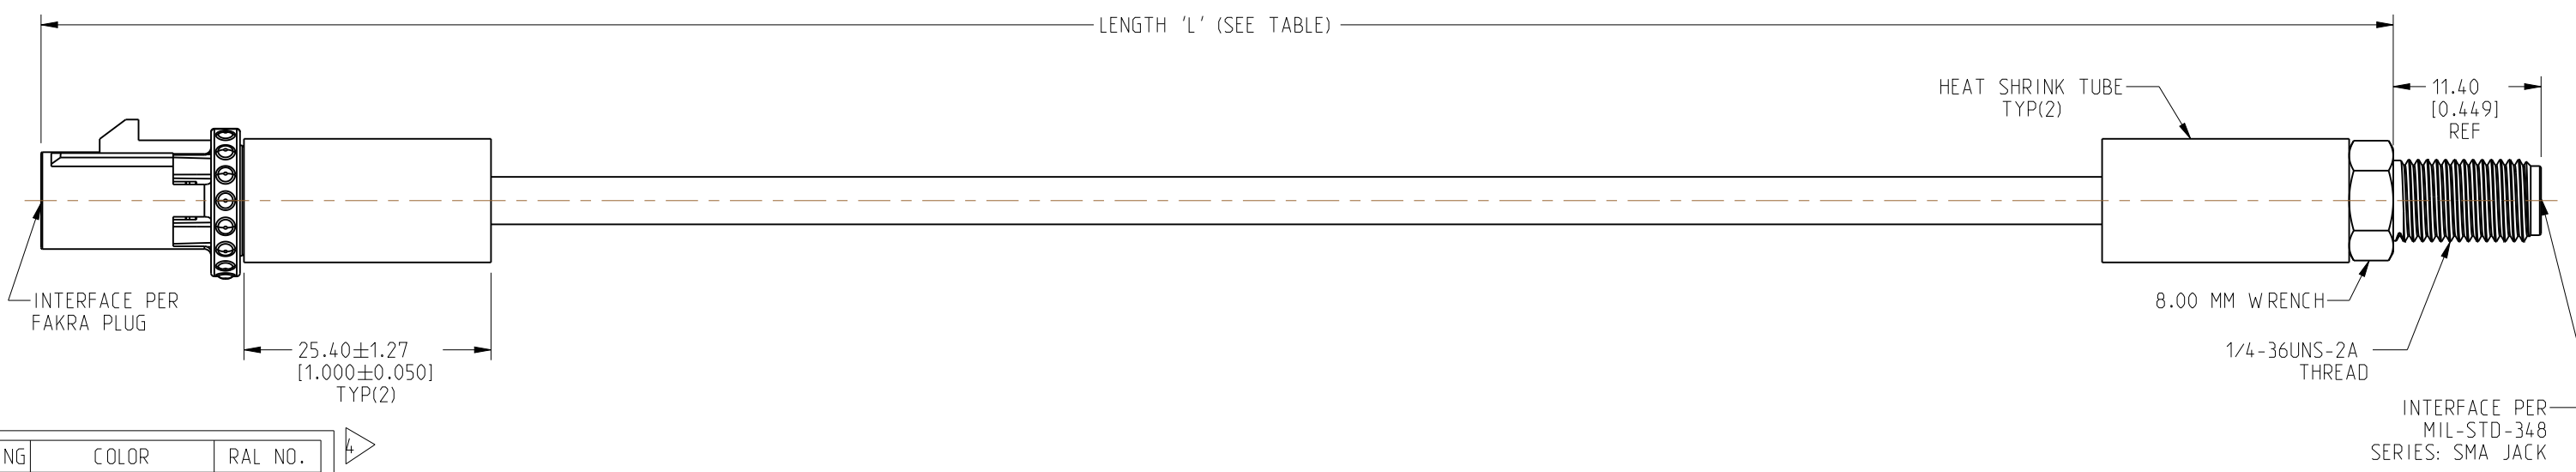 LENGTH 'L' (SEE TABLE)
HEAT SHRINK TUBE
TYP(2)
11.40
[0.449]
REF
INTERFACE PER
FAKRA PLUG
25.40±1.27
[1.000±0.050]
TYP(2)
8.00 MM WRENCH
1/4-36UNS-2A
THREAD
INTERFACE PER
MIL-STD-348
SERIES: SMA JACK
4
NG COLOR RAL NO.